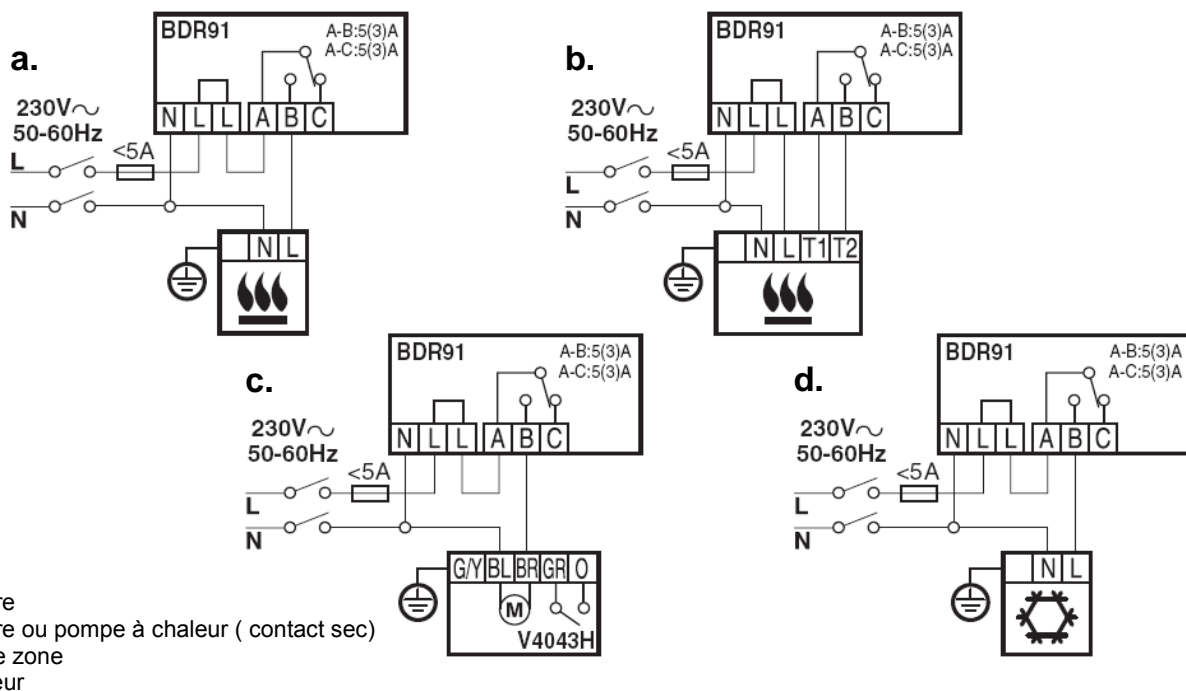 a.
BDR91
A-B:5(3)A
A-C:5(3)A
230V~
50-60Hz
N L L A B C
L
<5A
N
N L
b.
BDR91
A-B:5(3)A
A-C:5(3)A
230V~
50-60Hz
N L L A B C
L
<5A
N
N L T1 T2
c.
BDR91
A-B:5(3)A
A-C:5(3)A
230V~
50-60Hz
N L L A B C
L
<5A
N
G/Y BL BR GR O
M
V4043H
d.
BDR91
A-B:5(3)A
A-C:5(3)A
230V~
50-60Hz
N L L A B C
L
<5A
N
N L
re
re ou pompe à chaleur ( contact sec)
e zone
eur